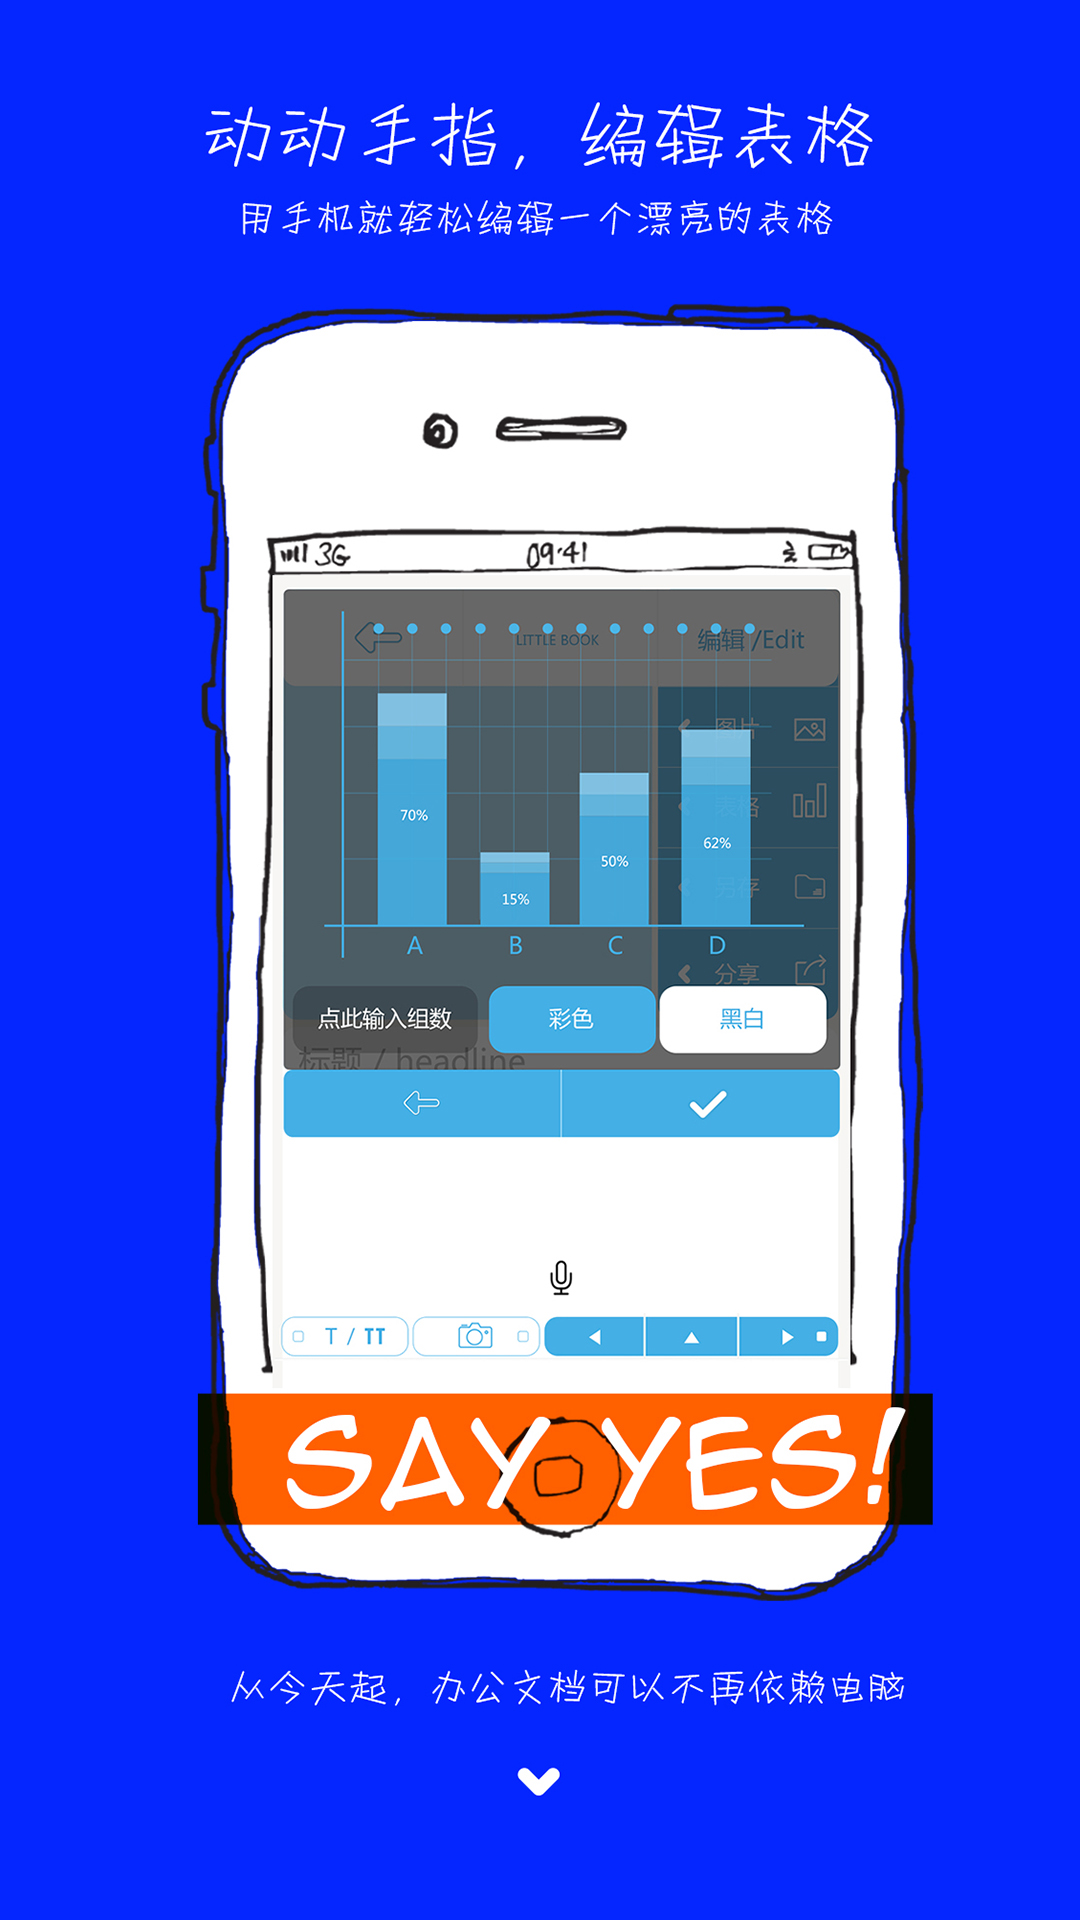 动动手指，编辑表格
用手机就轻松编辑一个漂亮的表格
3G 09:41
LITTLE BOOK 编辑 /Edit
图片
表格
70%
62%
50%
另存
15%
A B C D
分享
点此输入组数 彩色 黑白
标题 / headline
T / TT
SAY YES!
从今天起，办公文档可以不再依赖电脑